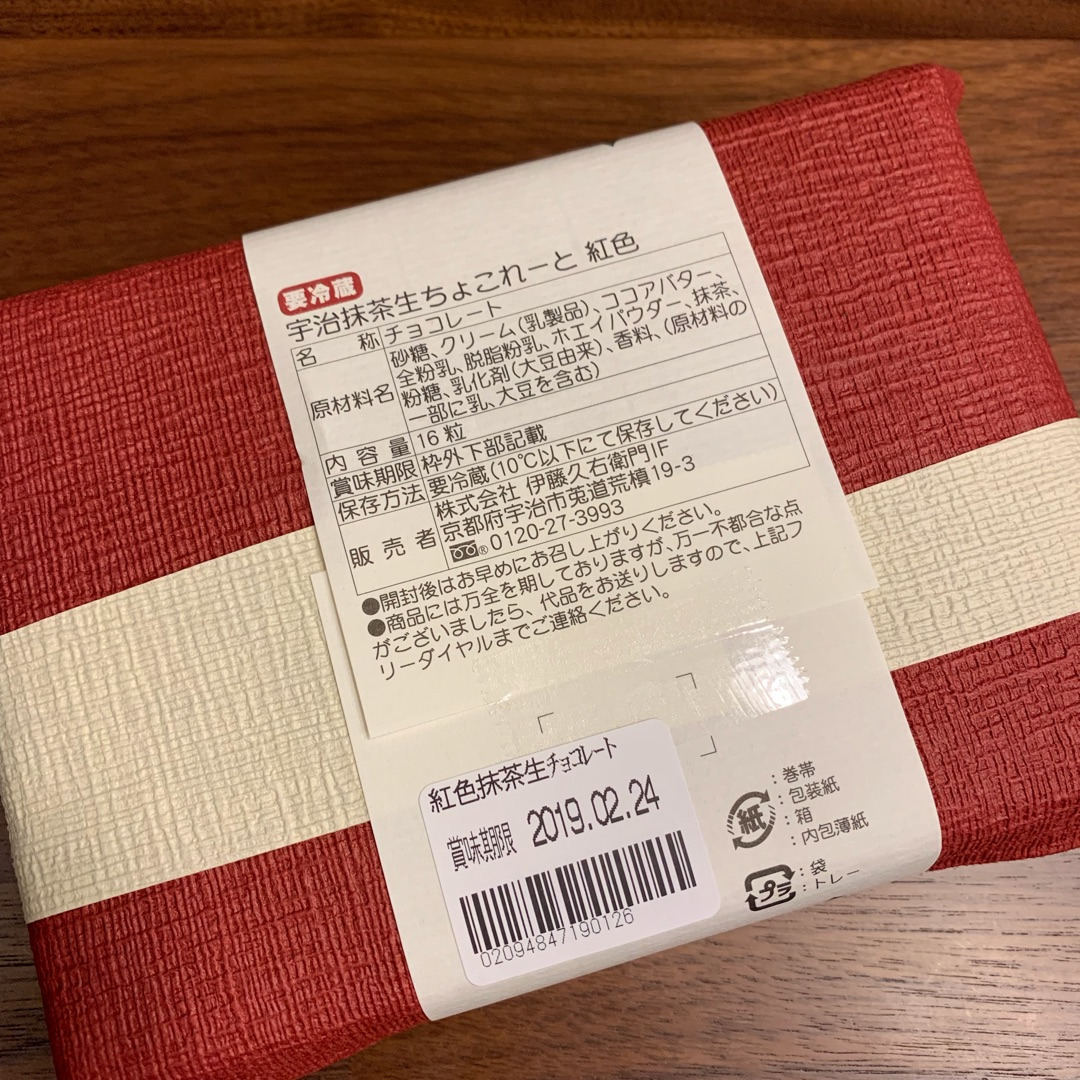 要冷蔵
宇治抹茶生ちょこれーと 紅色
名 称 チョコレート
原材料名 砂糖、クリーム(乳製品)、ココアバター、
全粉乳、脱脂粉乳、ホエイパウダー、抹茶、
粉糖、乳化剤(大豆由来)、香料、(原材料の
一部に乳、大豆を含む)
内容量 16粒
賞味期限 枠外下部記載
保存方法 要冷蔵(10℃以下にて保存してください)
販売者 株式会社 伊藤久右衛門IF
京都府宇治市莵道荒槙19-3
®0120-27-3993
●開封後はお早めにお召し上がりください。
●商品には万全を期しておりますが、万一不都合な点
がございましたら、代品をお送りしますので、上記フ
リーダイヤルまでご連絡ください。
紅色抹茶生チョコレート
賞味期限 2019.02.24
02094847190126
紙
:巻帯
:包装紙
:箱
:内包薄紙
プラ
:袋
:トレー